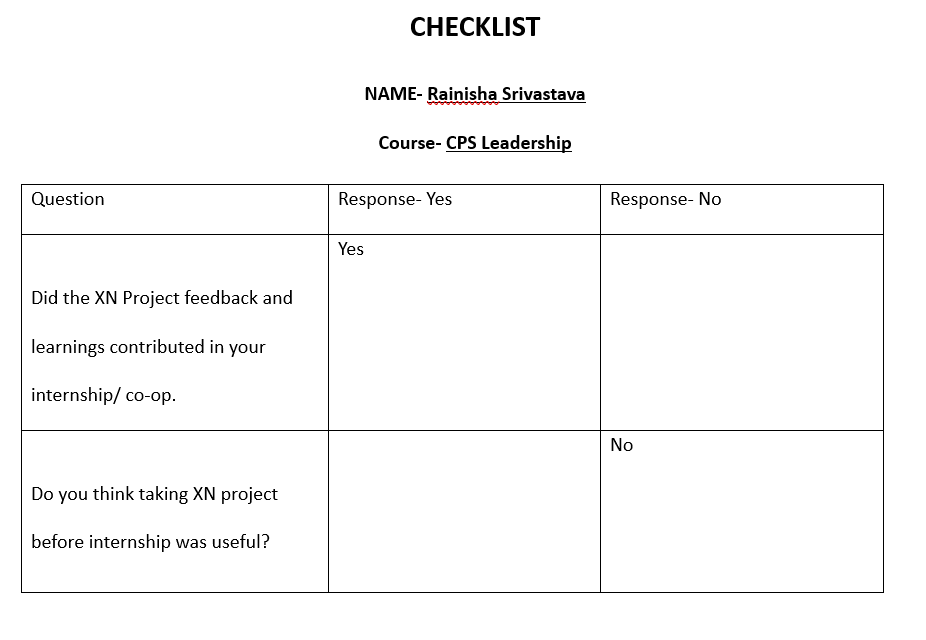 CHECKLIST
NAME- Rainisha Srivastava
Course- CPS Leadership
Question Response- Yes Response- No
Yes
Did the XN Project feedback and
learnings contributed in your
internship/ co-op.
No
Do you think taking XN project
before internship was useful?